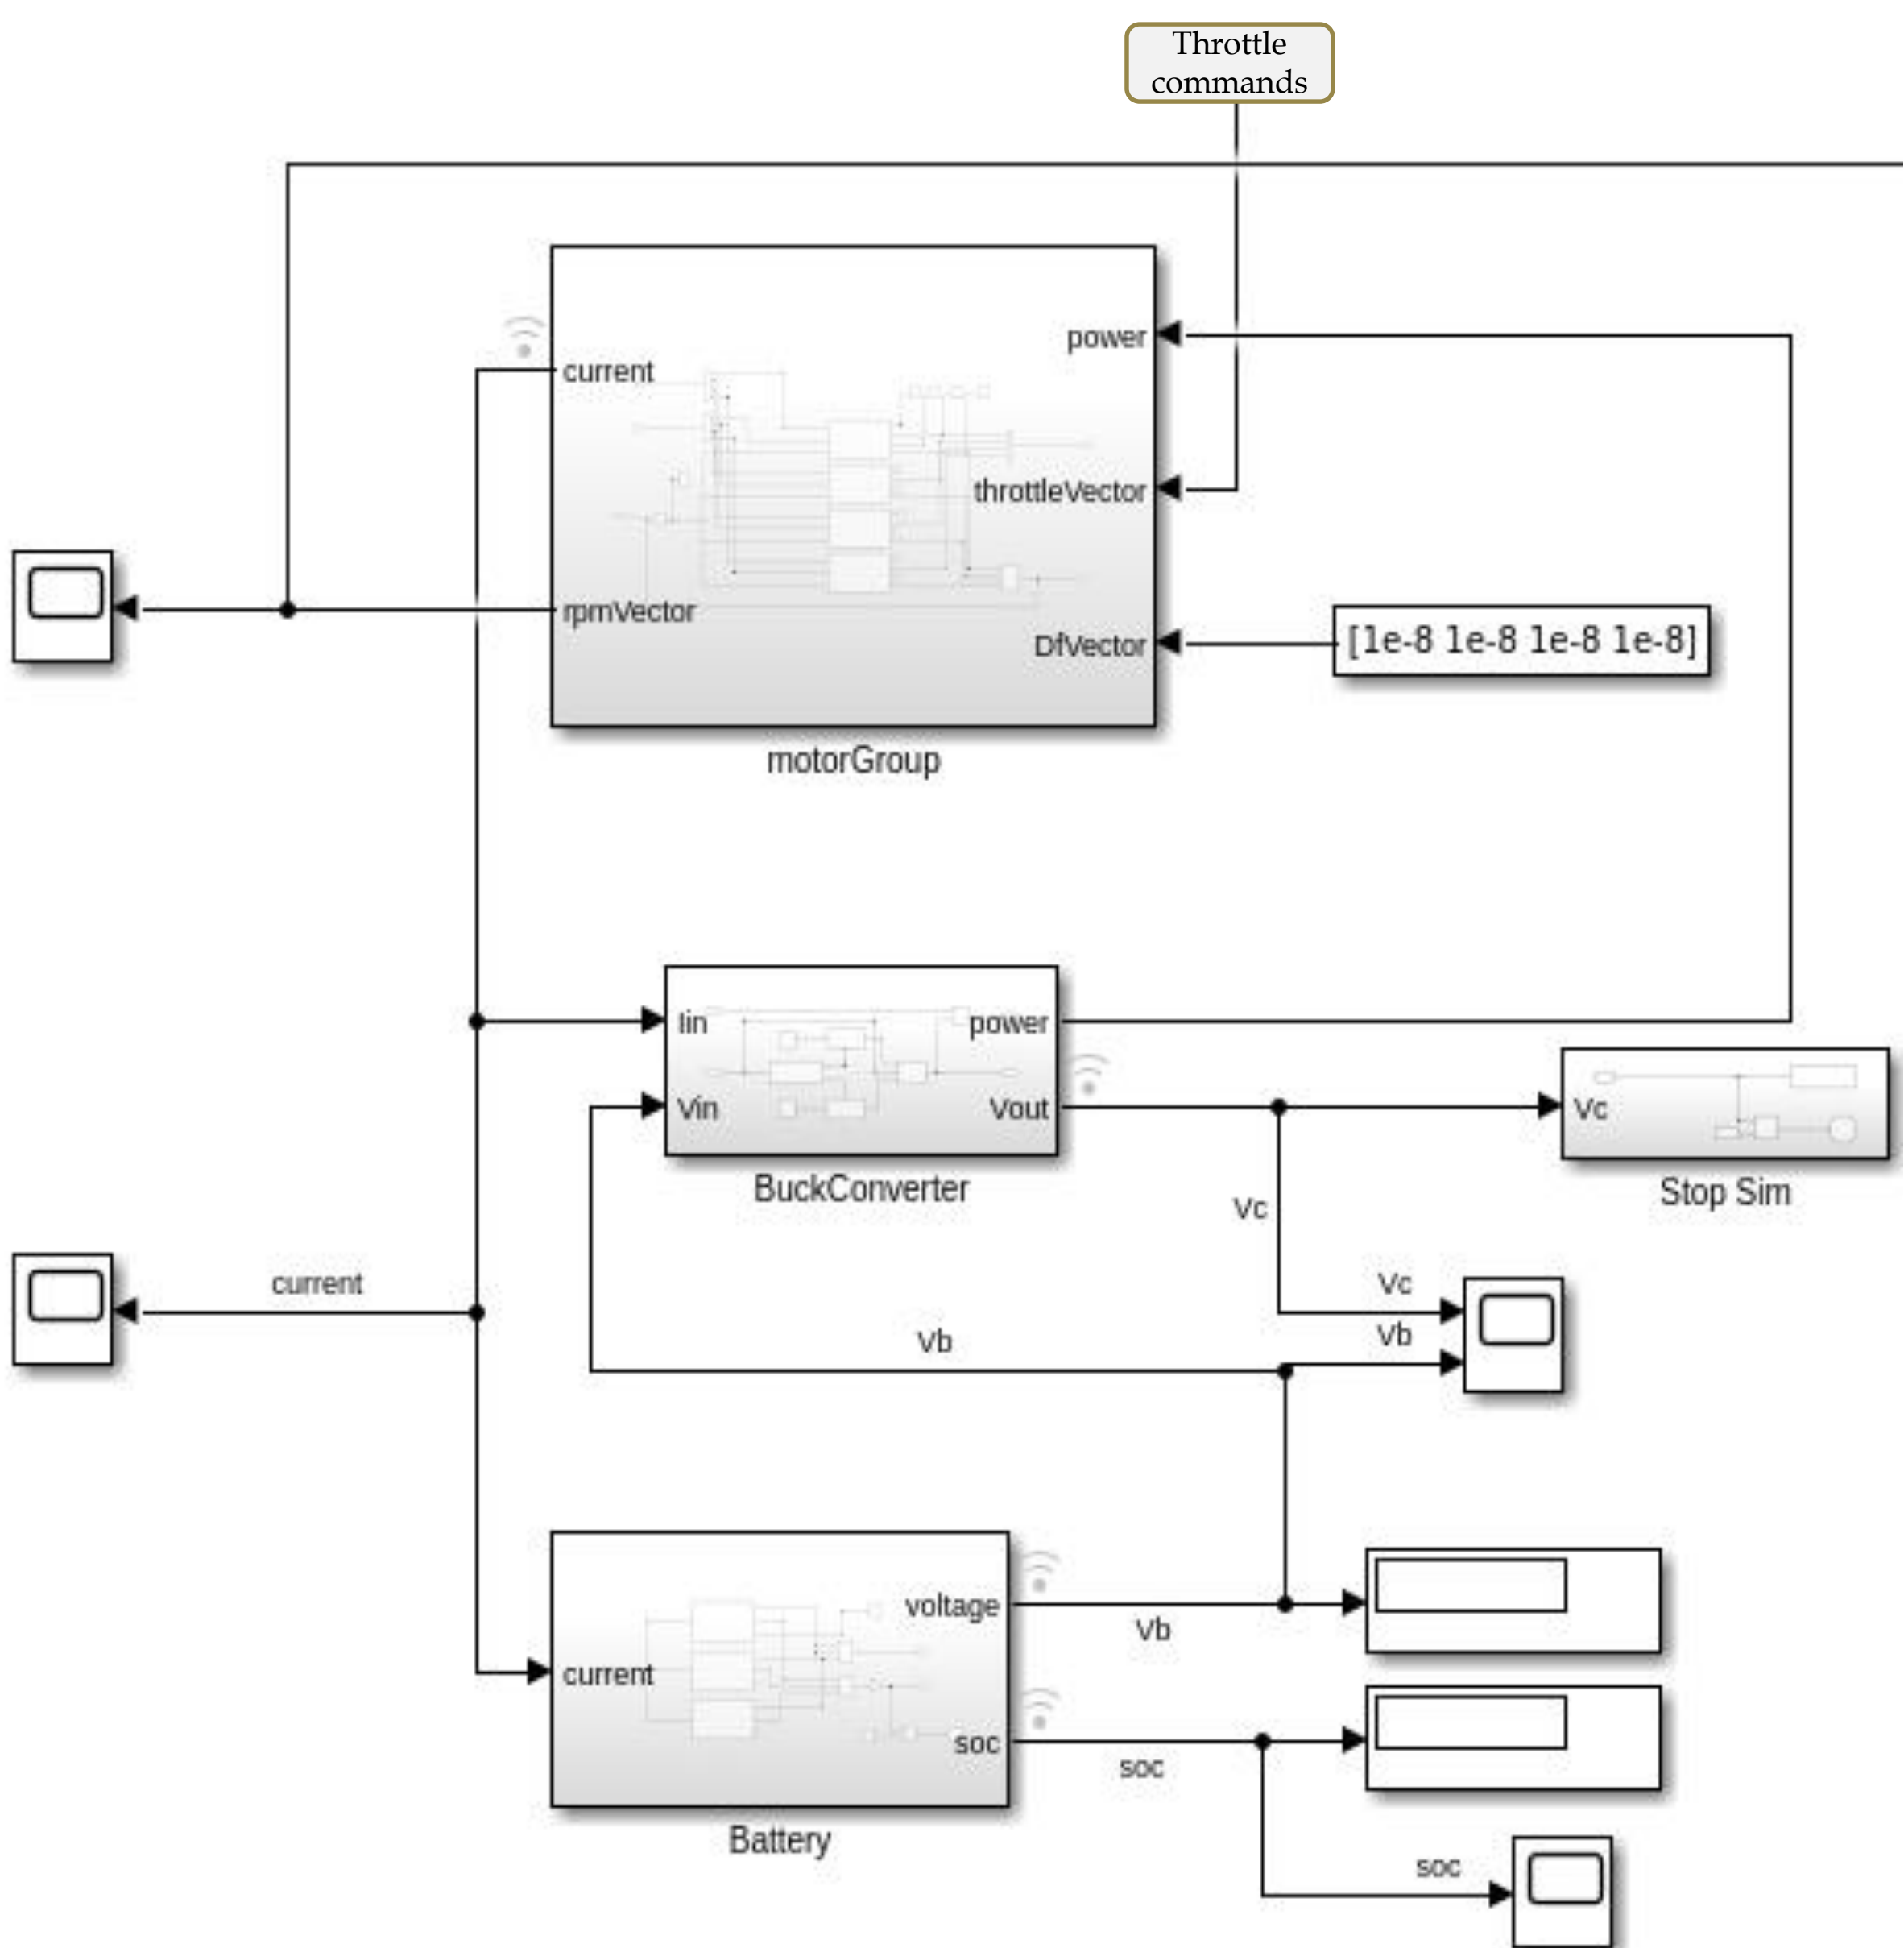 Throttle
commands
power
current
throttleVector
rpmVector
DfVector
[1e-8 1e-8 1e-8 1e-8]
motorGroup
Iin
power
Vin
Vout
Vc
BuckConverter
Stop Sim
Vc
current
Vc
Vb
Vb
voltage
Vb
current
soc
soc
Battery
soc